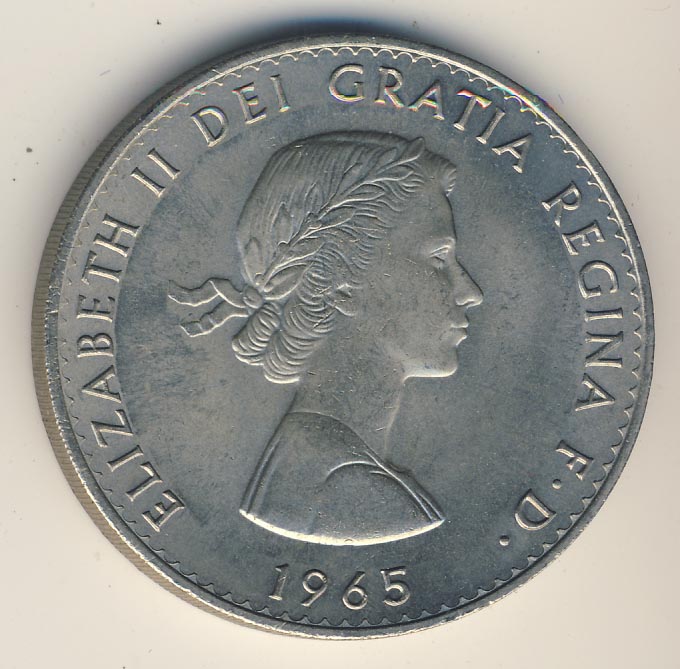 ELIZABETH II DEI GRATIA REGINA F. D.
1965